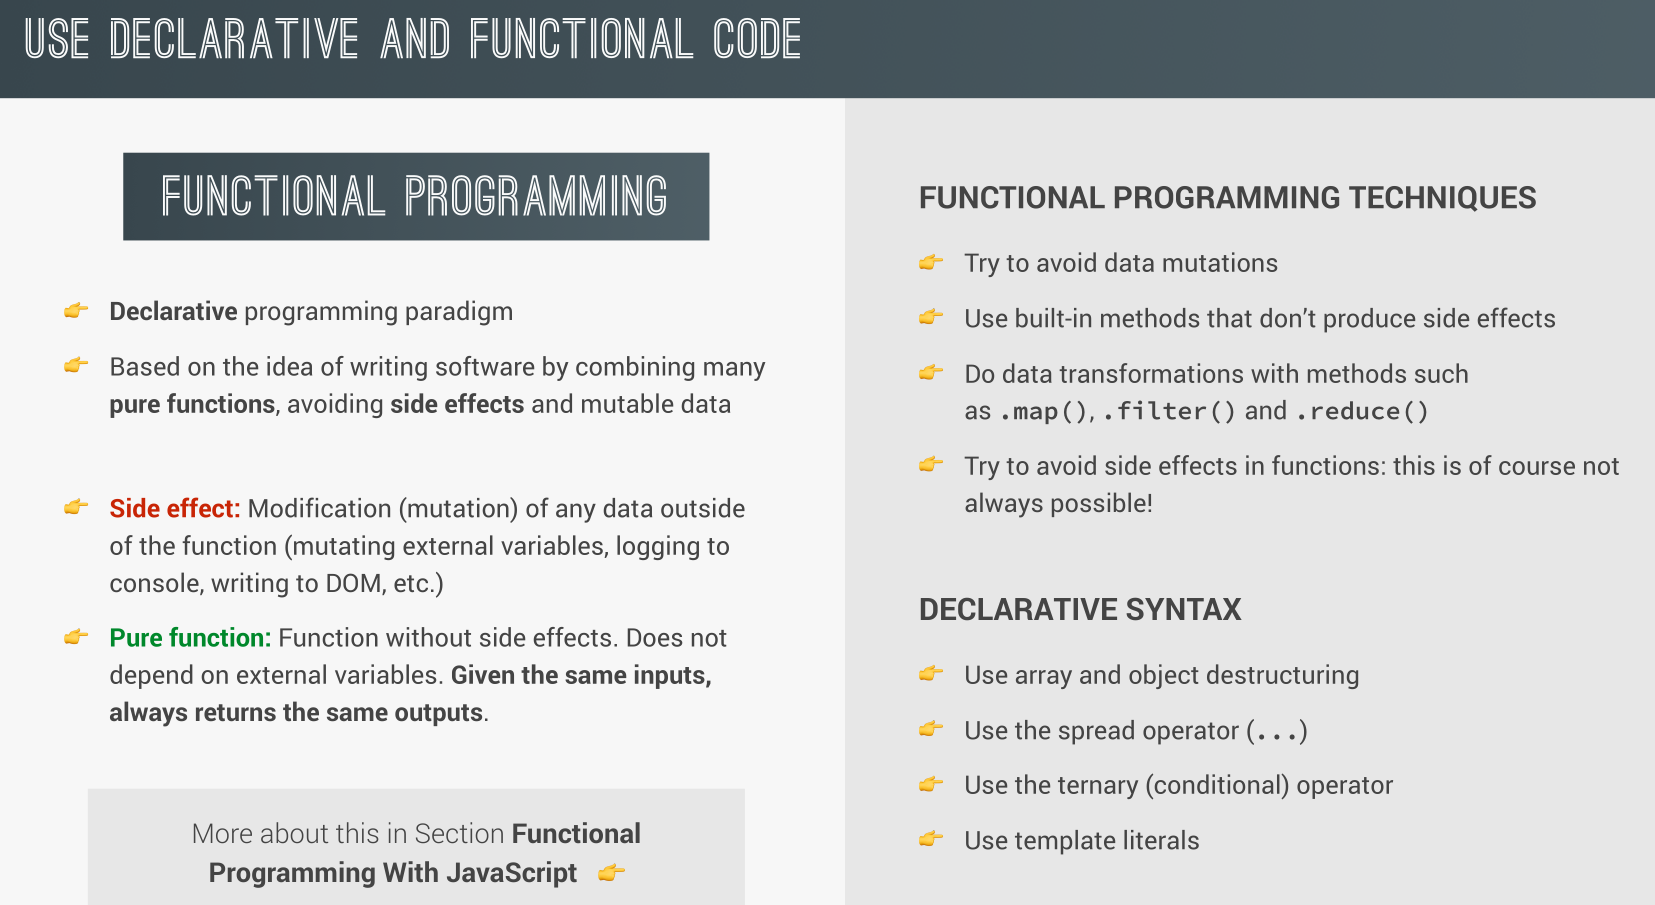 USE DECLARATIVE AND FUNCTIONAL CODE
FUNCTIONAL PROGRAMMING
👉 Declarative programming paradigm
👉 Based on the idea of writing software by combining many
pure functions, avoiding side effects and mutable data
👉 Side effect: Modification (mutation) of any data outside
of the function (mutating external variables, logging to
console, writing to DOM, etc.)
👉 Pure function: Function without side effects. Does not
depend on external variables. Given the same inputs,
always returns the same outputs.
More about this in Section Functional
Programming With JavaScript 👉
FUNCTIONAL PROGRAMMING TECHNIQUES
👉 Try to avoid data mutations
👉 Use built-in methods that don’t produce side effects
👉 Do data transformations with methods such
as .map(), .filter() and .reduce()
👉 Try to avoid side effects in functions: this is of course not
always possible!
DECLARATIVE SYNTAX
👉 Use array and object destructuring
👉 Use the spread operator (...)
👉 Use the ternary (conditional) operator
👉 Use template literals